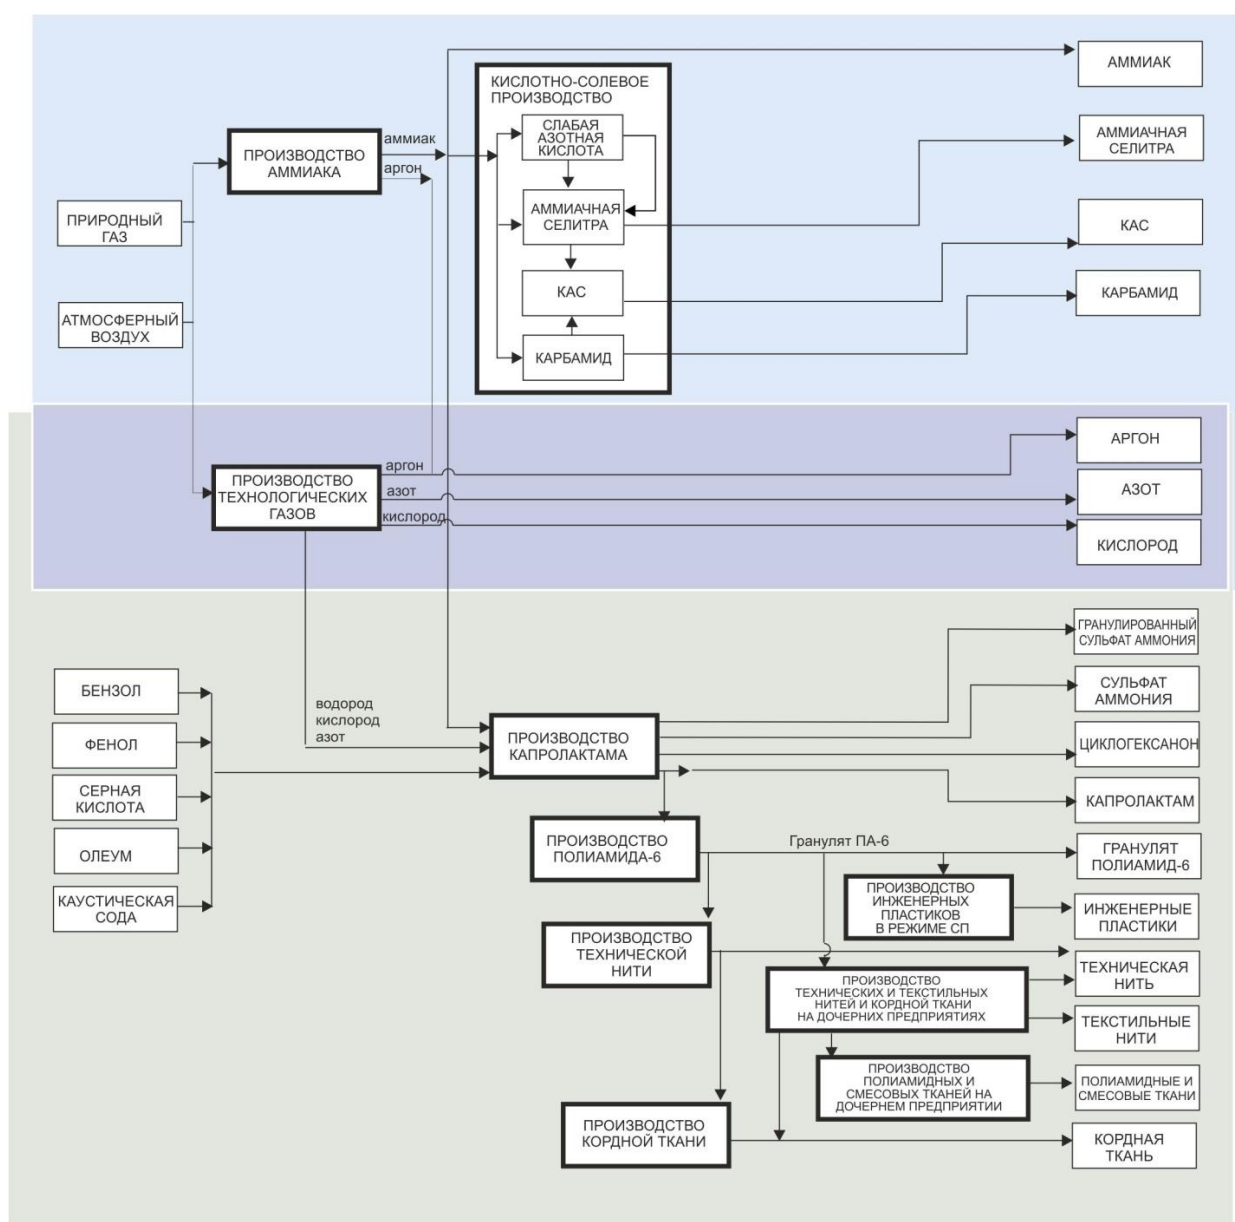 АММИАК
КИСЛОТНО-СОЛЕВОЕ
ПРОИЗВОДСТВО
СЛАБАЯ
АЗОТНАЯ
КИСЛОТА
аммиак
ПРОИЗВОДСТВО
АММИАКА
аргон
АММИАЧНАЯ
СЕЛИТРА
ПРИРОДНЫЙ
ГАЗ
АММИАЧНАЯ
СЕЛИТРА
КАС
КАС
КАРБАМИД
АТМОСФЕРНЫЙ
ВОЗДУХ
КАРБАМИД
АРГОН
аргон
ПРОИЗВОДСТВО
ТЕХНОЛОГИЧЕСКИХ
ГАЗОВ
азот
АЗОТ
кислород
КИСЛОРОД
ГРАНУЛИРОВАННЫЙ
СУЛЬФАТ АММОНИЯ
БЕНЗОЛ
СУЛЬФАТ
АММОНИЯ
водород
кислород
азот
ФЕНОЛ
ПРОИЗВОДСТВО
КАПРОЛАКТАМА
ЦИКЛОГЕКСАНОН
СЕРНАЯ
КИСЛОТА
КАПРОЛАКТАМ
ОЛЕУМ
ПРОИЗВОДСТВО
ПОЛИАМИДА-6
Гранулят ПА-6
ГРАНУЛЯТ
ПОЛИАМИД-6
КАУСТИЧЕСКАЯ
СОДА
ПРОИЗВОДСТВО
ИНЖЕНЕРНЫХ
ПЛАСТИКОВ
В РЕЖИМЕ СП
ИНЖЕНЕРНЫЕ
ПЛАСТИКИ
ПРОИЗВОДСТВО
ТЕХНИЧЕСКОЙ
НИТИ
ТЕХНИЧЕСКАЯ
НИТЬ
ПРОИЗВОДСТВО
ТЕХНИЧЕСКИХ И ТЕКСТИЛЬНЫХ
НИТЕЙ И КОРДНОЙ ТКАНИ
НА ДОЧЕРНИХ ПРЕДПРИЯТИЯХ
ТЕКСТИЛЬНЫЕ
НИТИ
ПРОИЗВОДСТВО
ПОЛИАМИДНЫХ И
СМЕСОВЫХ ТКАНЕЙ НА
ДОЧЕРНЕМ ПРЕДПРИЯТИИ
ПОЛИАМИДНЫЕ И
СМЕСОВЫЕ ТКАНИ
ПРОИЗВОДСТВО
КОРДНОЙ ТКАНИ
КОРДНАЯ
ТКАНЬ